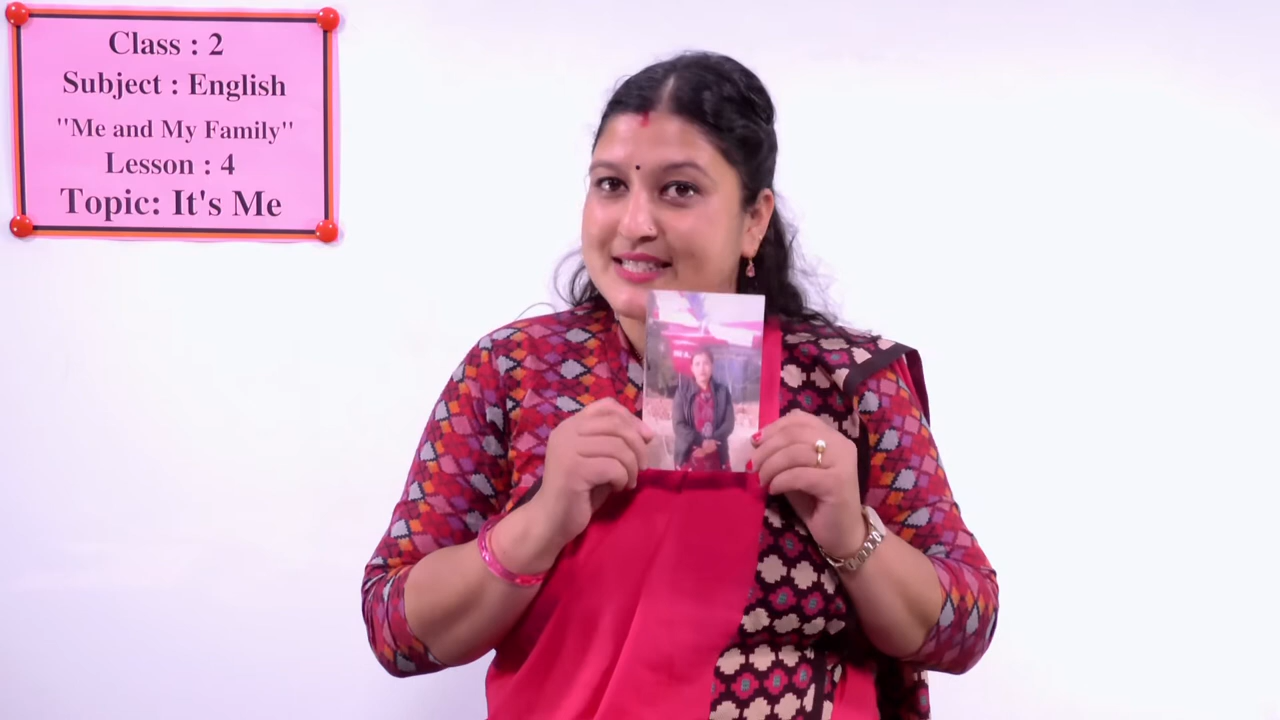 Class : 2
Subject : English
"Me and My Family"
Lesson : 4
Topic: It's Me